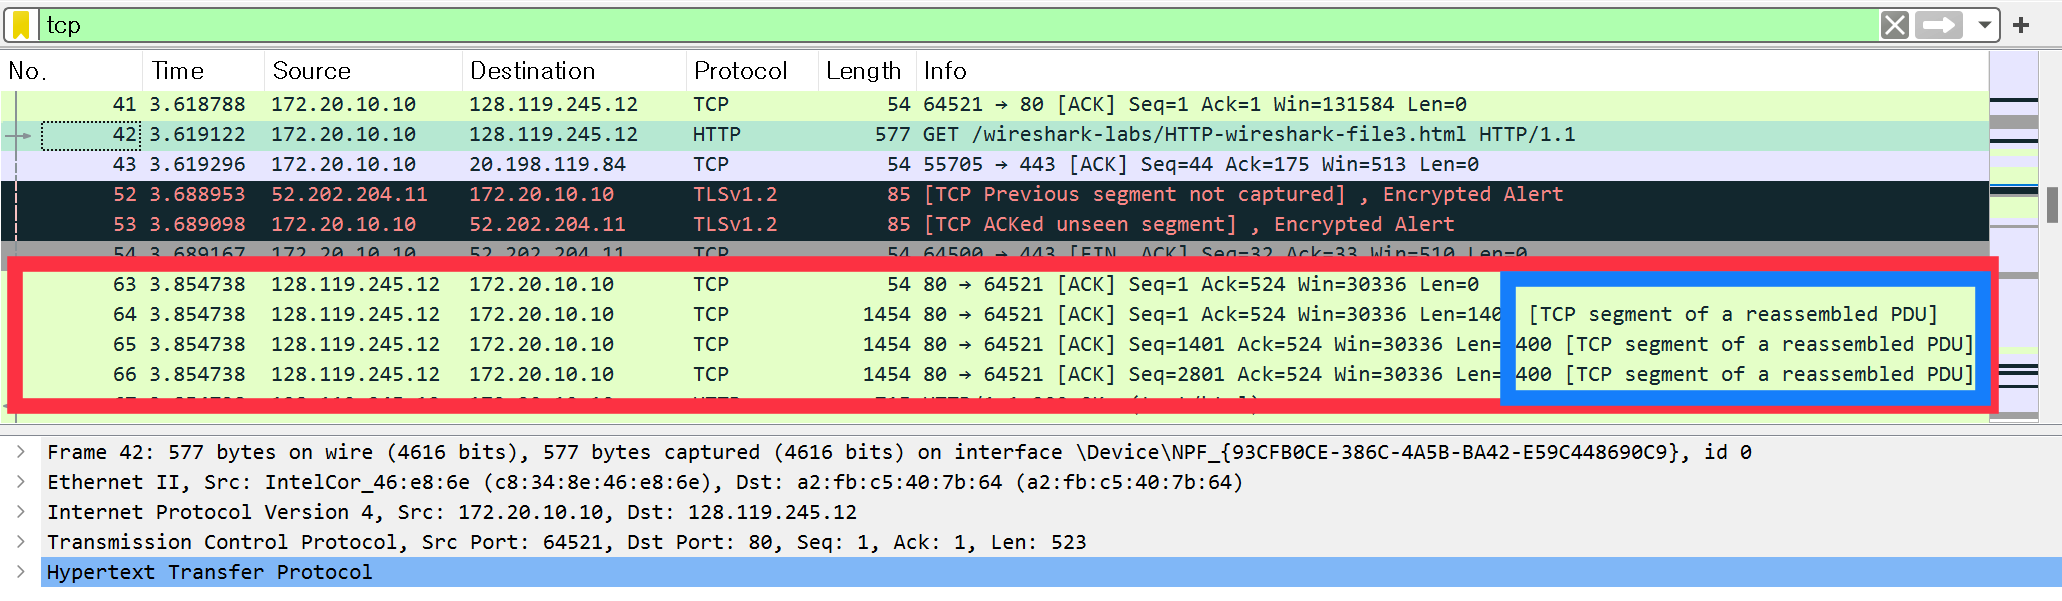 tcp
No. Time Source Destination Protocol Length Info
41 3.618788 172.20.10.10 128.119.245.12 TCP 54 64521 → 80 [ACK] Seq=1 Ack=1 Win=131584 Len=0
42 3.619122 172.20.10.10 128.119.245.12 HTTP 577 GET /wireshark-labs/HTTP-wireshark-file3.html HTTP/1.1
43 3.619296 172.20.10.10 20.198.119.84 TCP 54 55705 → 443 [ACK] Seq=44 Ack=175 Win=513 Len=0
52 3.688953 52.202.204.11 172.20.10.10 TLSv1.2 85 [TCP Previous segment not captured] , Encrypted Alert
53 3.689098 172.20.10.10 52.202.204.11 TLSv1.2 85 [TCP ACKed unseen segment] , Encrypted Alert
54 3.689167 172.20.10.10 52.202.204.11 TCP 54 64500 → 443 [FIN, ACK] Seq=32 Ack=33 Win=510 Len=0
63 3.854738 128.119.245.12 172.20.10.10 TCP 54 80 → 64521 [ACK] Seq=1 Ack=524 Win=30336 Len=0
64 3.854738 128.119.245.12 172.20.10.10 TCP 1454 80 → 64521 [ACK] Seq=1 Ack=524 Win=30336 Len=140 [TCP segment of a reassembled PDU]
65 3.854738 128.119.245.12 172.20.10.10 TCP 1454 80 → 64521 [ACK] Seq=1401 Ack=524 Win=30336 Len= 400 [TCP segment of a reassembled PDU]
66 3.854738 128.119.245.12 172.20.10.10 TCP 1454 80 → 64521 [ACK] Seq=2801 Ack=524 Win=30336 Len= 400 [TCP segment of a reassembled PDU]
Frame 42: 577 bytes on wire (4616 bits), 577 bytes captured (4616 bits) on interface \Device\NPF_{93CFB0CE-386C-4A5B-BA42-E59C448690C9}, id 0
Ethernet II, Src: IntelCor_46:e8:6e (c8:34:8e:46:e8:6e), Dst: a2:fb:c5:40:7b:64 (a2:fb:c5:40:7b:64)
Internet Protocol Version 4, Src: 172.20.10.10, Dst: 128.119.245.12
Transmission Control Protocol, Src Port: 64521, Dst Port: 80, Seq: 1, Ack: 1, Len: 523
Hypertext Transfer Protocol